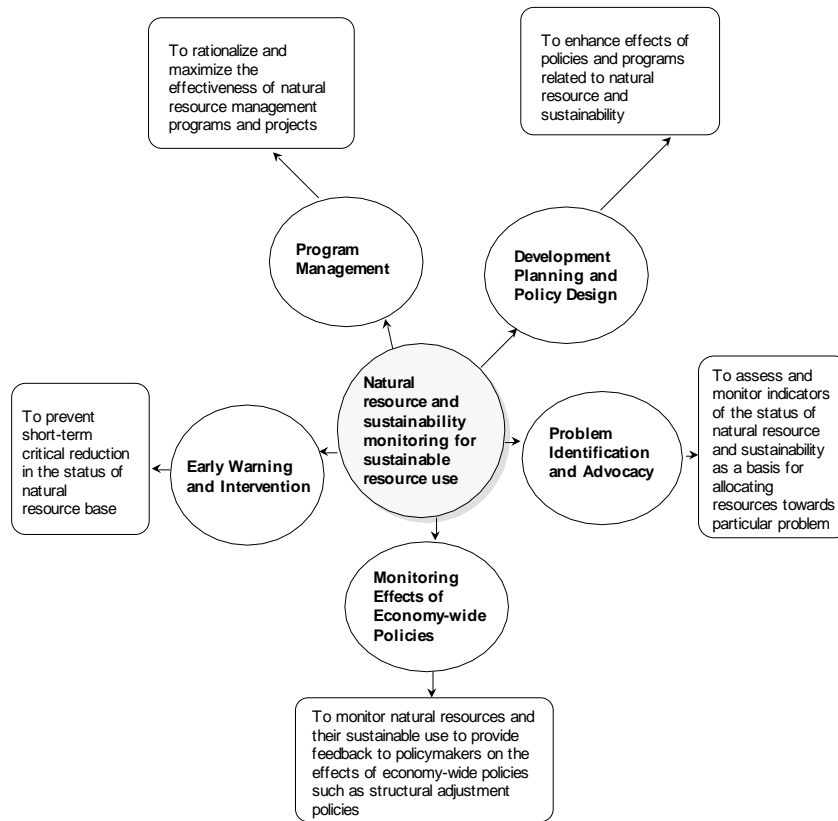 To rationalize and
maximize the
effectiveness of natural
resource management
programs and projects
To enhance effects of
policies and programs
related to natural
resource and
sustainability
Program
Management
Development
Planning and
Policy Design
Natural
resource and
sustainability
monitoring for
sustainable
resource use
To prevent
short-term
critical reduction
in the status of
natural
resource base
Early Warning
and Intervention
Problem
Identification
and Advocacy
To assess and
monitor indicators
of the status of
natural resource
and sustainability
as a basis for
allocating
resources towards
particular problem
Monitoring
Effects of
Economy-wide
Policies
To monitor natural resources and
their sustainable use to provide
feedback to policymakers on the
effects of economy-wide policies
such as structural adjustment
policies